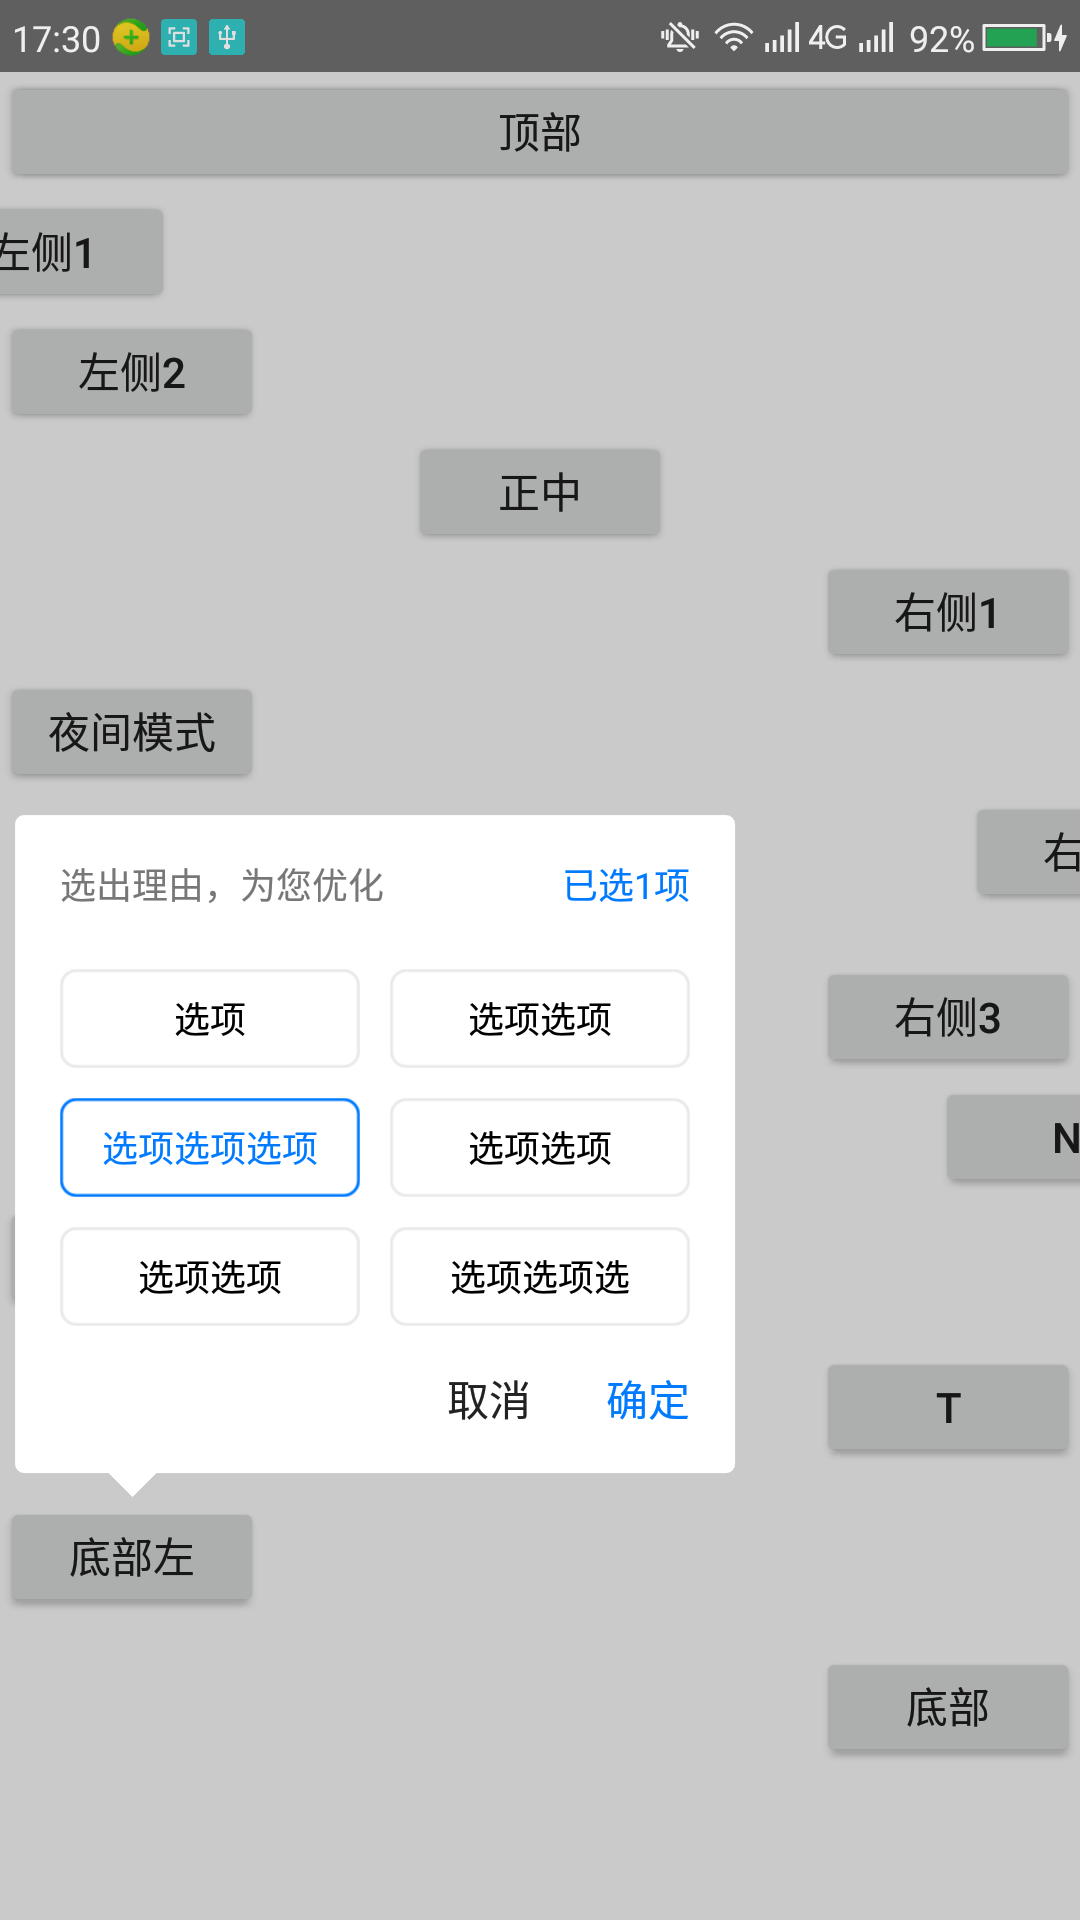 17:30 4G 92%
顶部
左侧1
左侧2
正中
右侧1
夜间模式
右
选出理由，为您优化 已选1项
选项 选项选项
右侧3
选项选项选项 选项选项
N
选项选项 选项选项选
取消 确定
T
底部左
底部